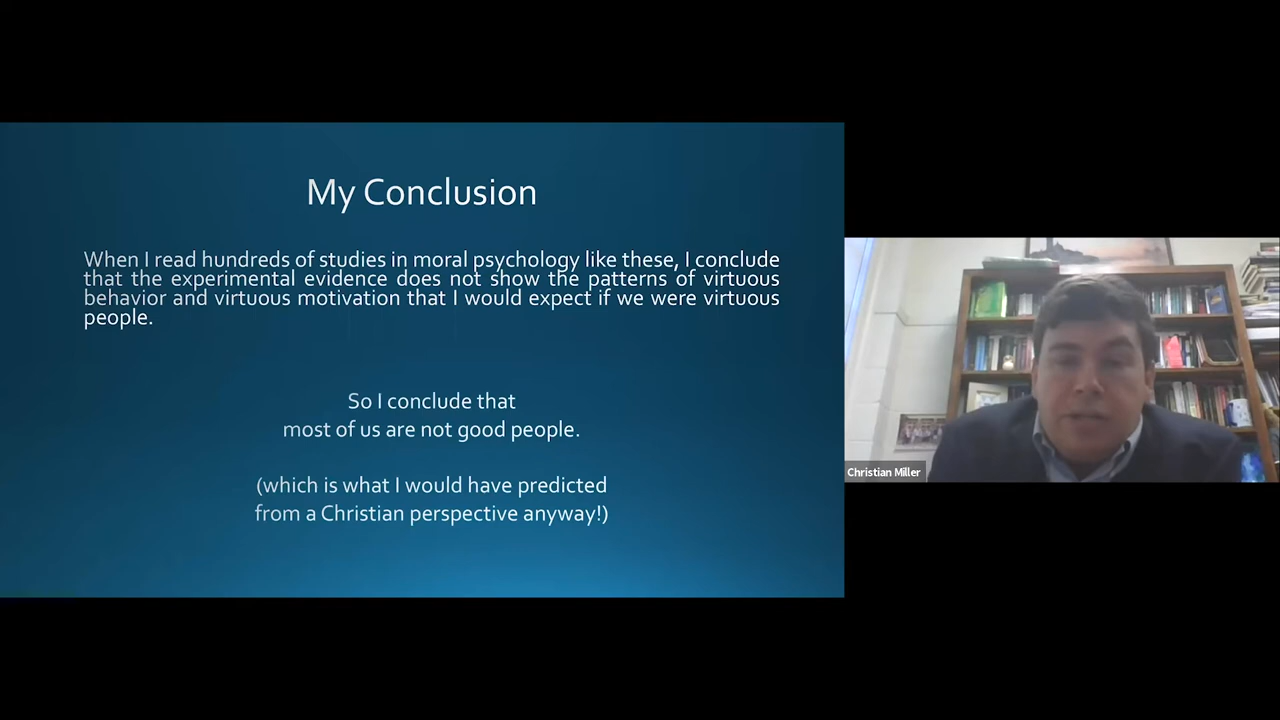 My Conclusion
When I read hundreds of studies in moral psychology like these, I conclude
that the experimental evidence does not show the patterns of virtuous
behavior and virtuous motivation that I would expect if we were virtuous
people.
So I conclude that
most of us are not good people.
(which is what I would have predicted
from a Christian perspective anyway!)
Christian Miller